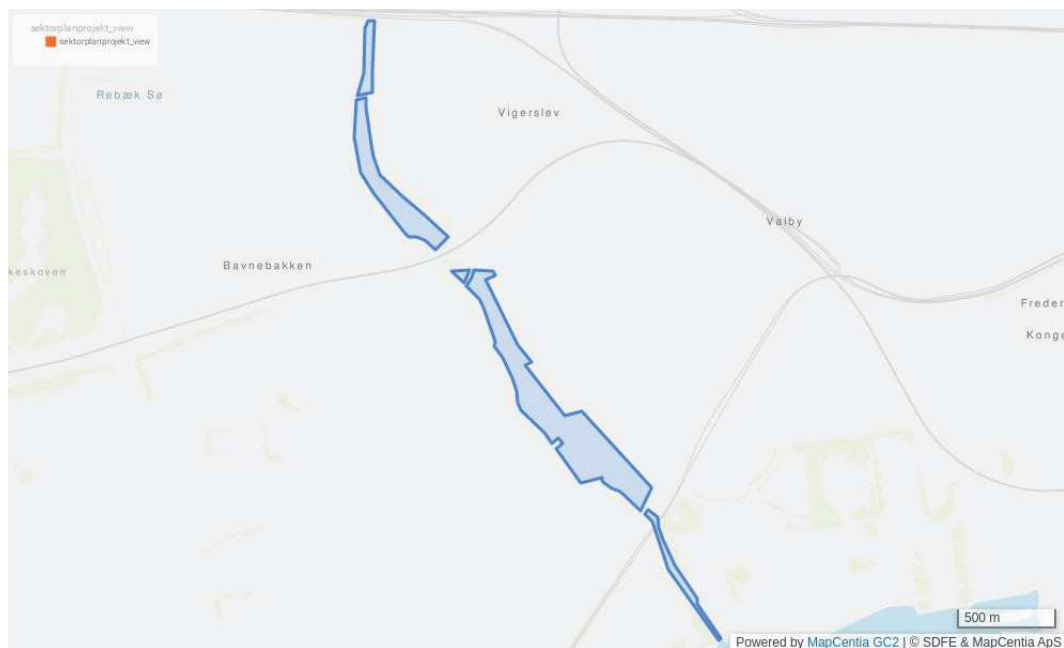 sektorplanprojekt_view
sektorplanprojekt_view
Rebæk Sø
Vigerslev
Valby
Bavnebakken
keskoven
Freder
Konge
500 m
Powered by MapCentia GC2 | © SDFE & MapCentia ApS